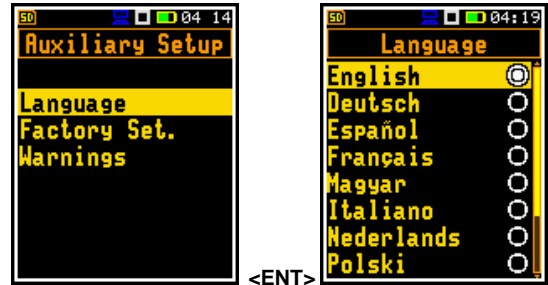 SD 04 14
Auxiliary Setup
Language
Factory Set.
Warnings
<ENT>
SD 04:19
Language
English
Deutsch
Español
Français
Magyar
Italiano
Nederlands
Polski